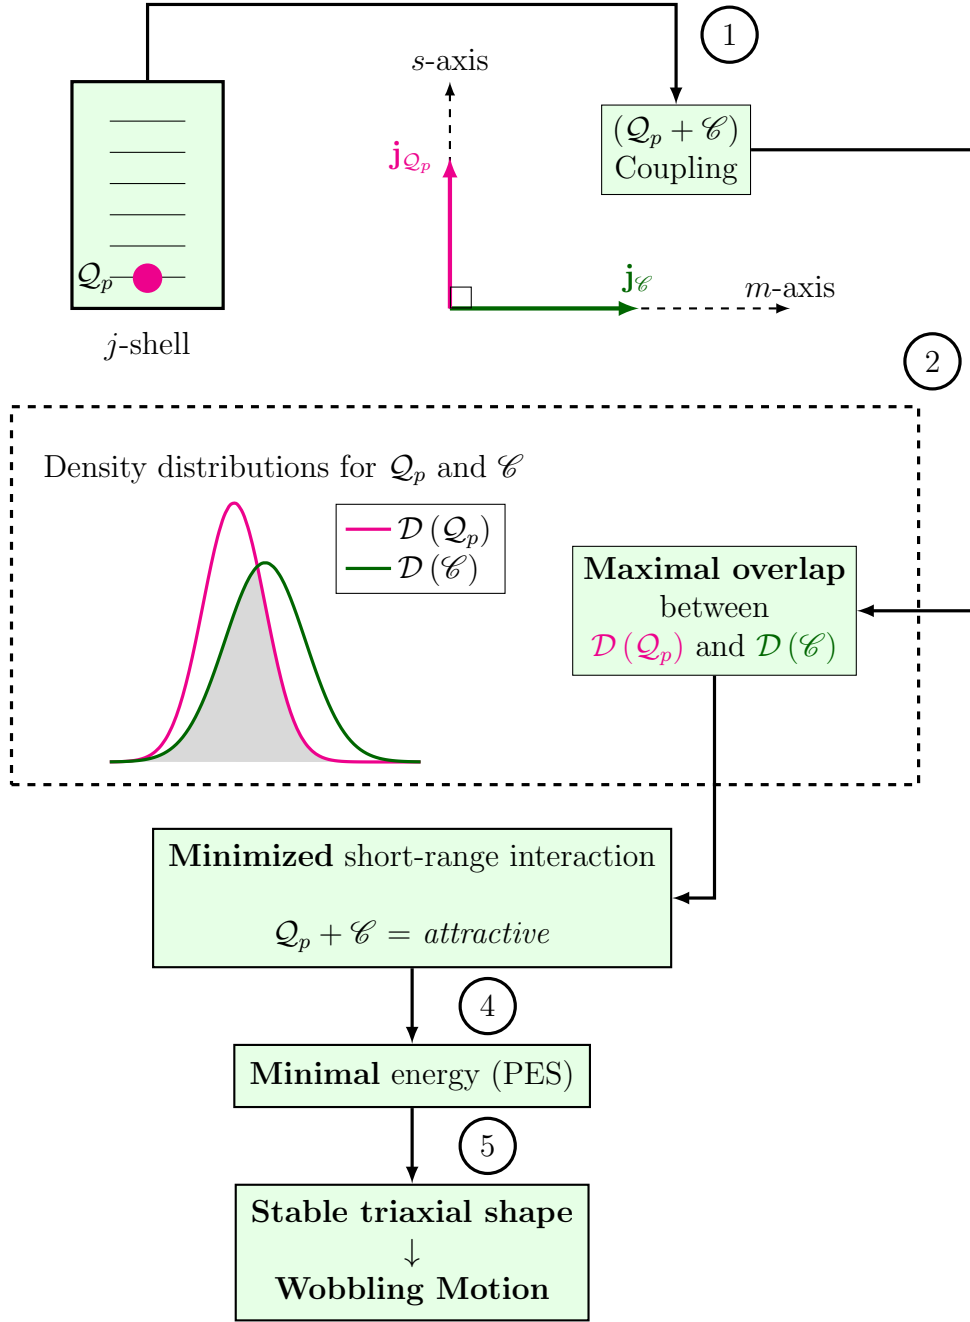 1
s-axis
j𝒬ₚ
(𝒬ₚ + 𝒞)
Coupling
𝒬ₚ
j𝒞
m-axis
j-shell
2
Density distributions for 𝒬ₚ and 𝒞
𝒟 (𝒬ₚ)
𝒟 (𝒞)
Maximal overlap
between
𝒟 (𝒬ₚ) and 𝒟 (𝒞)
Minimized short-range interaction
𝒬ₚ + 𝒞 = attractive
4
Minimal energy (PES)
5
Stable triaxial shape
↓
Wobbling Motion